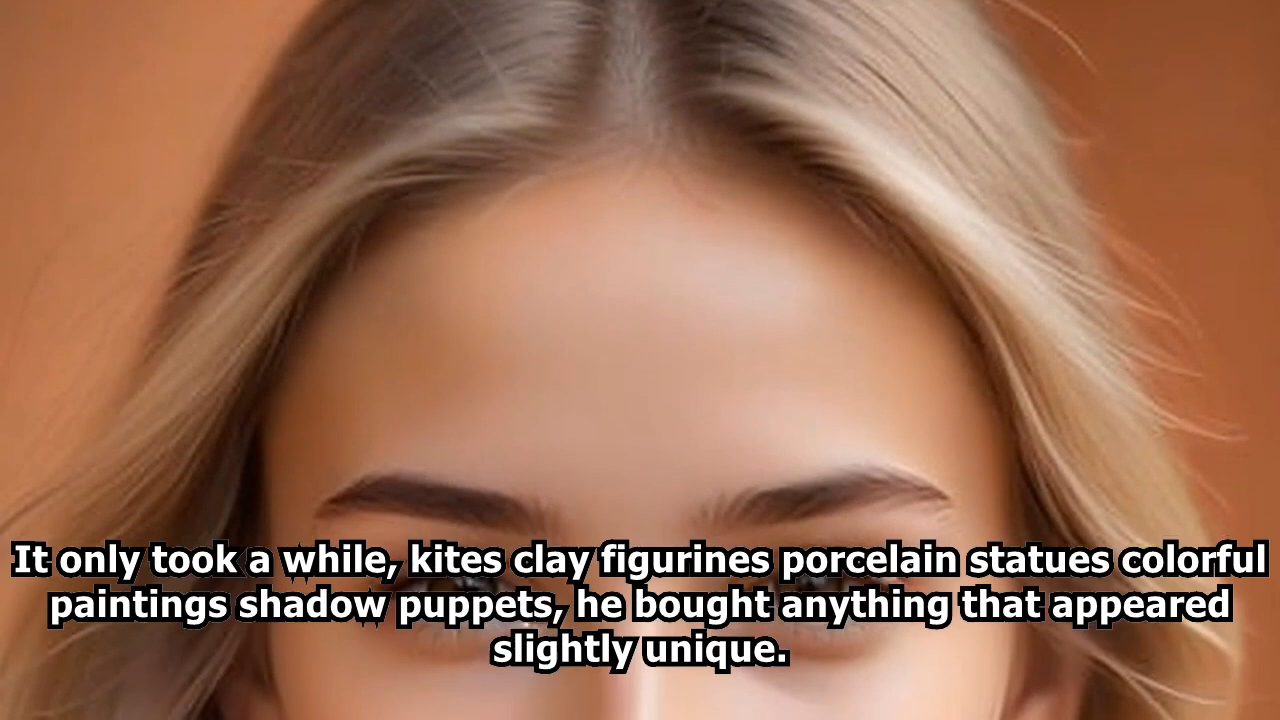 It only took a while, kites clay figurines porcelain statues colorful
paintings shadow puppets, he bought anything that appeared
slightly unique.